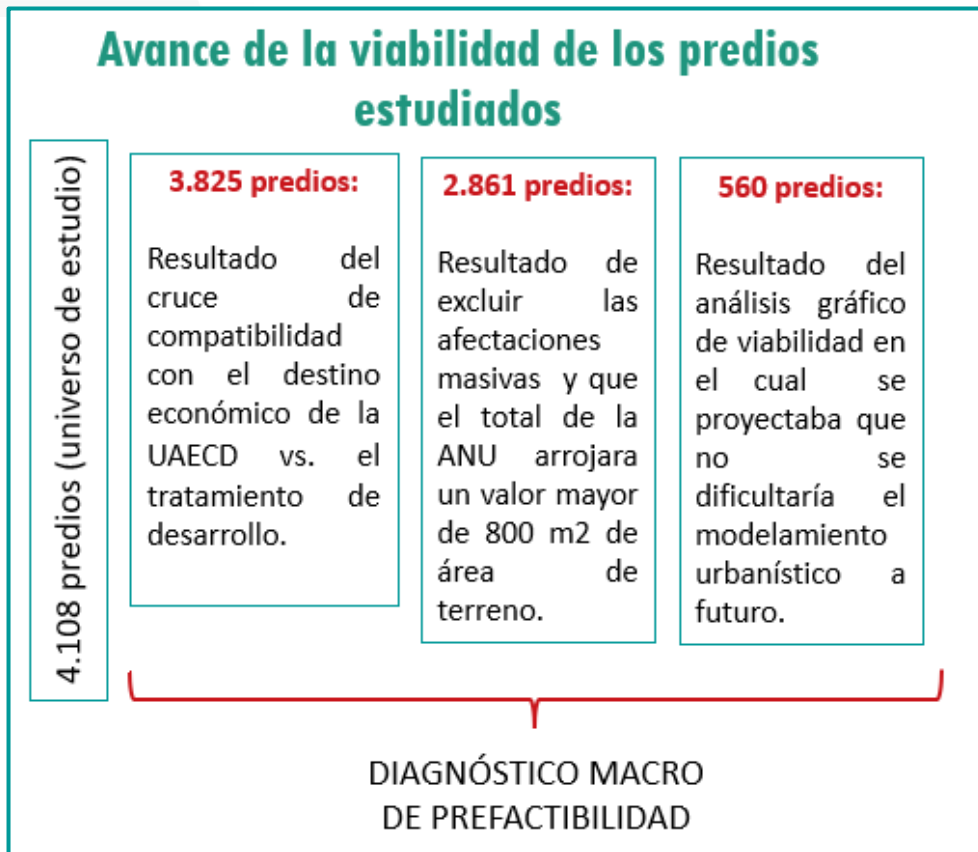 Avance de la viabilidad de los predios
estudiados
4.108 predios (universo de estudio)
3.825 predios:
Resultado del
cruce de
compatibilidad
con el destino
económico de la
UAECD vs. el
tratamiento de
desarrollo.
2.861 predios:
Resultado de
excluir las
afectaciones
masivas y que
el total de la
ANU arrojara
un valor mayor
de 800 m2 de
área de
terreno.
560 predios:
Resultado del
análisis gráfico
de viabilidad en
el cual se
proyectaba que
no se
dificultaría el
modelamiento
urbanístico a
futuro.
DIAGNÓSTICO MACRO
DE PREFACTIBILIDAD